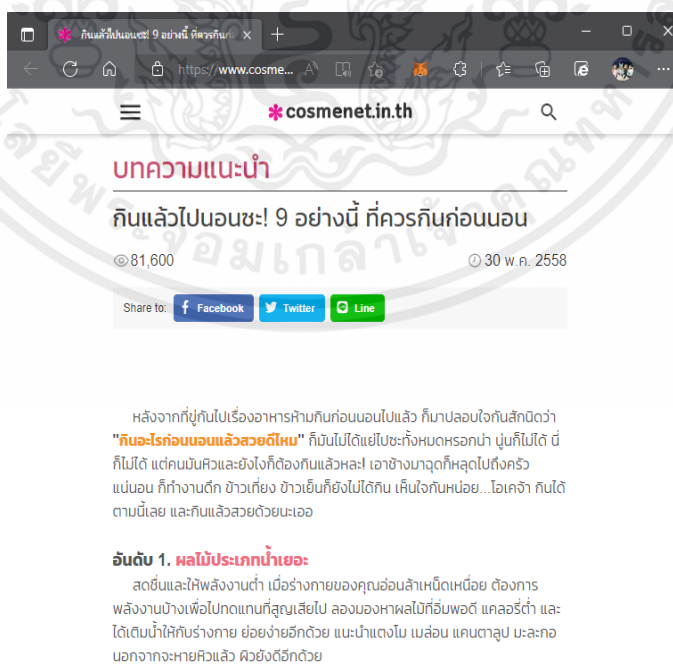 กินแล้วไปนอนซะ! 9 อย่างนี้ ที่ควรกินก่
https://www.cosme...
cosmenet.in.th
บทความแนะนำ
กินแล้วไปนอนซะ! 9 อย่างนี้ ที่ควรกินก่อนนอน
81,600 30 พ.ค. 2558
Share to: Facebook Twitter Line
หลังจากที่ขู่กันไปเรื่องอาหารห้ามกินก่อนนอนไปแล้ว ก็มาปลอบใจกันสักนิดว่า
"กินอะไรก่อนนอนแล้วสวยดีไหม" ก็มันไม่ได้แย่ไปซะทั้งหมดหรอกน่า นู่นก็ไม่ได้ นี่
ก็ไม่ได้ แต่คนมันหิวและยังไงก็ต้องกินแล้วหละ! เอาช้างมาฉุดก็หลุดไปถึงครัว
แน่นอน ก็ทำงานดึก ข้าวเที่ยง ข้าวเย็นก็ยังไม่ได้กิน เห็นใจกันหน่อย...โอเคจ้า กินได้
ตามนี้เลย และกินแล้วสวยด้วยนะเออ
อันดับ 1. ผลไม้ประเภทน้ำเยอะ
สดชื่นและให้พลังงานต่ำ เมื่อร่างกายของคุณอ่อนล้าเหน็ดเหนื่อย ต้องการ
พลังงานบ้างเพื่อไปทดแทนที่สูญเสียไป ลองมองหาผลไม้ที่อิ่มพอดี แคลอรี่ต่ำ และ
ได้เติมน้ำให้กับร่างกาย ย่อยง่ายอีกด้วย แนะนำแตงโม เมล่อน แคนตาลูป มะละกอ
นอกจากจะหายหิวแล้ว ผิวยังดีอีกด้วย